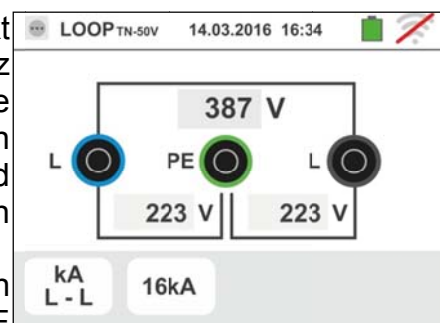 LOOP TN-50V 14.03.2016 16:34
387 V
L PE L
223 V 223 V
kA
L - L
16kA